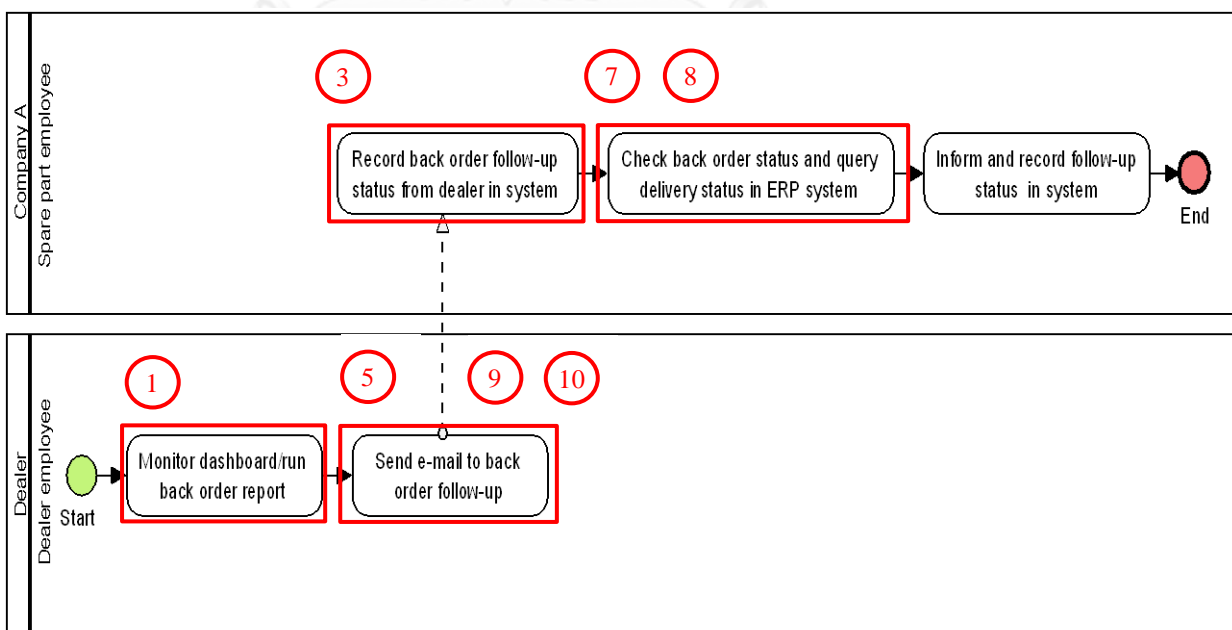 Company A
Spare part employee
3
7
8
Record back order follow-up
status from dealer in system
Check back order status and query
delivery status in ERP system
Inform and record follow-up
status in system
End
Dealer
Dealer employee
1
5
9
10
Start
Monitor dashboard/run
back order report
Send e-mail to back
order follow-up